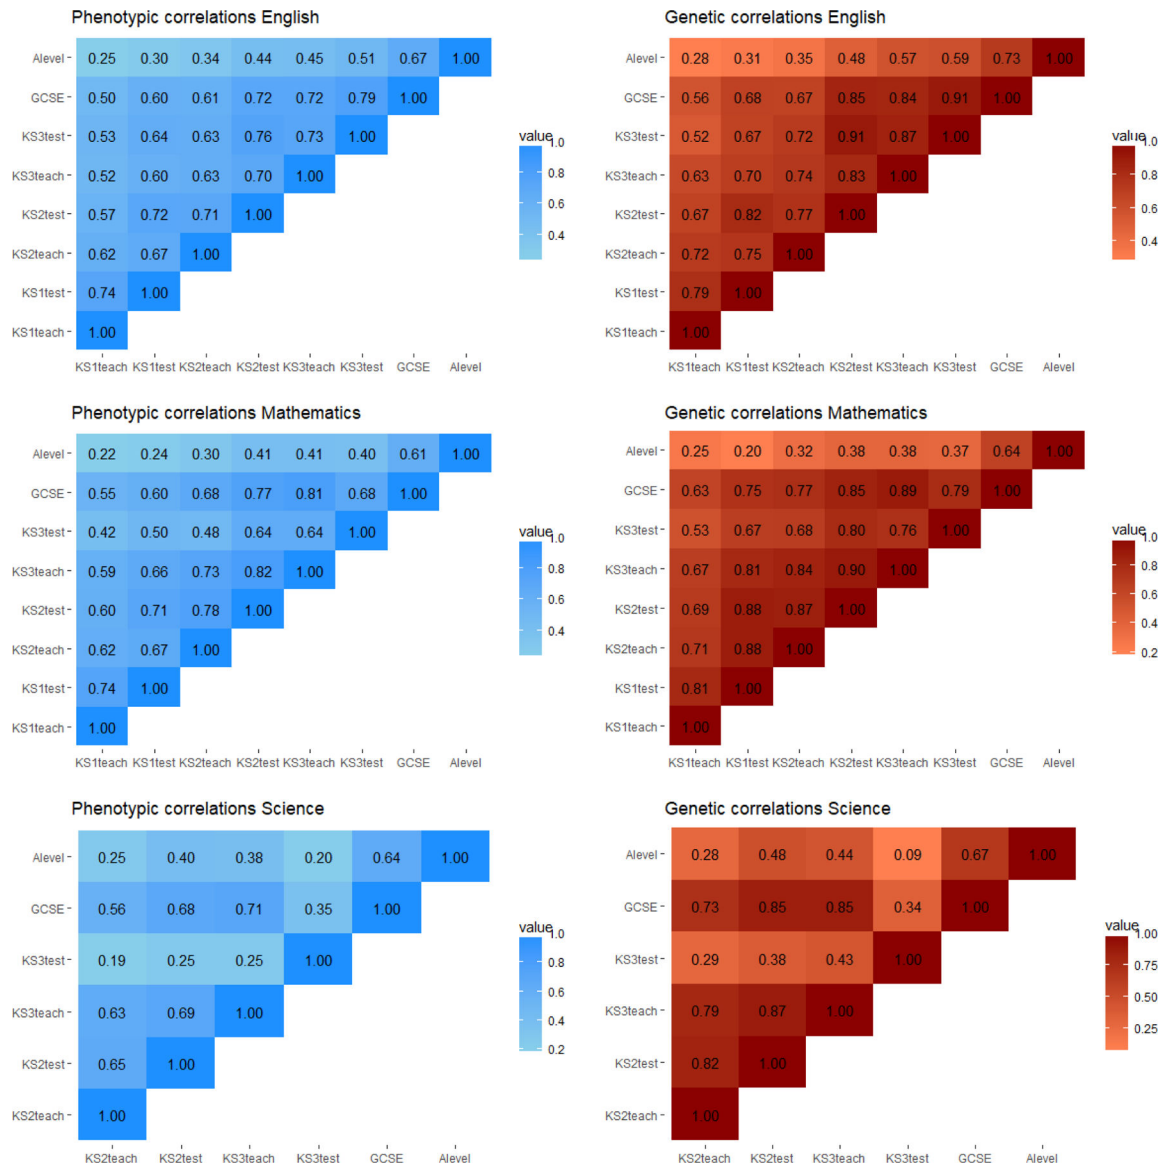 Phenotypic correlations English
Alevel 0.25 0.30 0.34 0.44 0.45 0.51 0.67 1.00
GCSE 0.50 0.60 0.61 0.72 0.72 0.79 1.00
KS3test 0.53 0.64 0.63 0.76 0.73 1.00
KS3teach 0.52 0.60 0.63 0.70 1.00
KS2test 0.57 0.72 0.71 1.00
KS2teach 0.62 0.67 1.00
KS1test 0.74 1.00
KS1teach 1.00
KS1teach KS1test KS2teach KS2test KS3teach KS3test GCSE Alevel
value
1.0
0.8
0.6
0.4
Genetic correlations English
Alevel 0.28 0.31 0.35 0.48 0.57 0.59 0.73 1.00
GCSE 0.56 0.68 0.67 0.85 0.84 0.91 1.00
KS3test 0.52 0.67 0.72 0.91 0.87 1.00
KS3teach 0.63 0.70 0.74 0.83 1.00
KS2test 0.67 0.82 0.77 1.00
KS2teach 0.72 0.75 1.00
KS1test 0.79 1.00
KS1teach 1.00
KS1teach KS1test KS2teach KS2test KS3teach KS3test GCSE Alevel
value
1.0
0.8
0.6
0.4
Phenotypic correlations Mathematics
Alevel 0.22 0.24 0.30 0.41 0.41 0.40 0.61 1.00
GCSE 0.55 0.60 0.68 0.77 0.81 0.68 1.00
KS3test 0.42 0.50 0.48 0.64 0.64 1.00
KS3teach 0.59 0.66 0.73 0.82 1.00
KS2test 0.60 0.71 0.78 1.00
KS2teach 0.62 0.67 1.00
KS1test 0.74 1.00
KS1teach 1.00
KS1teach KS1test KS2teach KS2test KS3teach KS3test GCSE Alevel
value
1.0
0.8
0.6
0.4
Genetic correlations Mathematics
Alevel 0.25 0.20 0.32 0.38 0.38 0.37 0.64 1.00
GCSE 0.63 0.75 0.77 0.85 0.89 0.79 1.00
KS3test 0.53 0.67 0.68 0.80 0.76 1.00
KS3teach 0.67 0.81 0.84 0.90 1.00
KS2test 0.69 0.88 0.87 1.00
KS2teach 0.71 0.88 1.00
KS1test 0.81 1.00
KS1teach 1.00
KS1teach KS1test KS2teach KS2test KS3teach KS3test GCSE Alevel
value
1.0
0.8
0.6
0.4
0.2
Phenotypic correlations Science
Alevel 0.25 0.40 0.38 0.20 0.64 1.00
GCSE 0.56 0.68 0.71 0.35 1.00
KS3test 0.19 0.25 0.25 1.00
KS3teach 0.63 0.69 1.00
KS2test 0.65 1.00
KS2teach 1.00
KS2teach KS2test KS3teach KS3test GCSE Alevel
value
1.0
0.8
0.6
0.4
0.2
Genetic correlations Science
Alevel 0.28 0.48 0.44 0.09 0.67 1.00
GCSE 0.73 0.85 0.85 0.34 1.00
KS3test 0.29 0.38 0.43 1.00
KS3teach 0.79 0.87 1.00
KS2test 0.82 1.00
KS2teach 1.00
KS2teach KS2test KS3teach KS3test GCSE Alevel
value
1.00
0.75
0.50
0.25